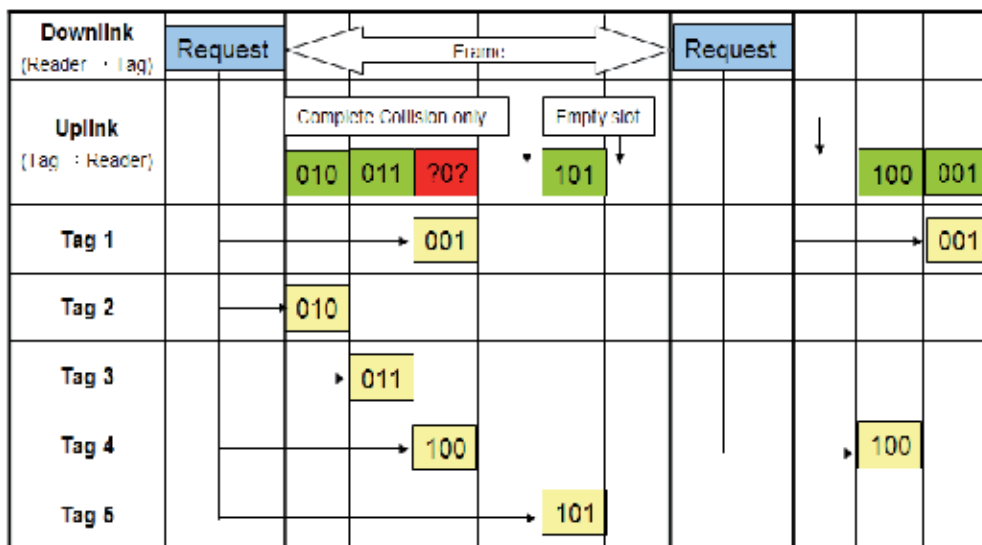 Downlink
(Reader · Tag)
Request
Frame
Request
Uplink
(Tag : Reader)
Complete Collision only
Empty slot
010
011
?0?
101
100
001
Tag 1
001
001
Tag 2
010
Tag 3
011
Tag 4
100
100
Tag 5
101